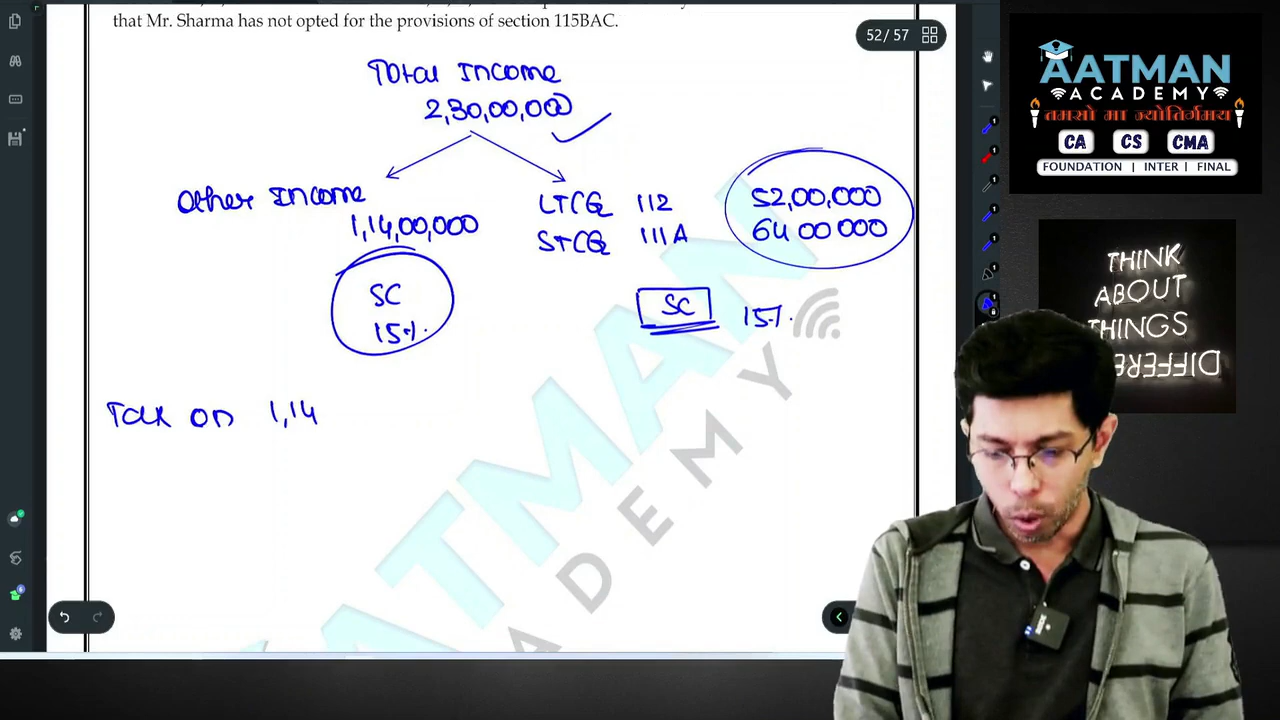 that Mr. Sharma has not opted for the provisions of section 115BAC.
52/57
Total Income
2,30,00,000
Other Income
1,14,00,000
LTCG 112 52,00,000
STCG 111A 64 00 000
SC
15%.
SC 15%.
Tax on 1,14
ATMAN
ADEMY
AATMAN
ACADEMY
तमसो मा ज्योतिर्गमय
CA CS CMA
FOUNDATION | INTER | FINAL
THINK
ABOUT
THINGS
DIFFERE